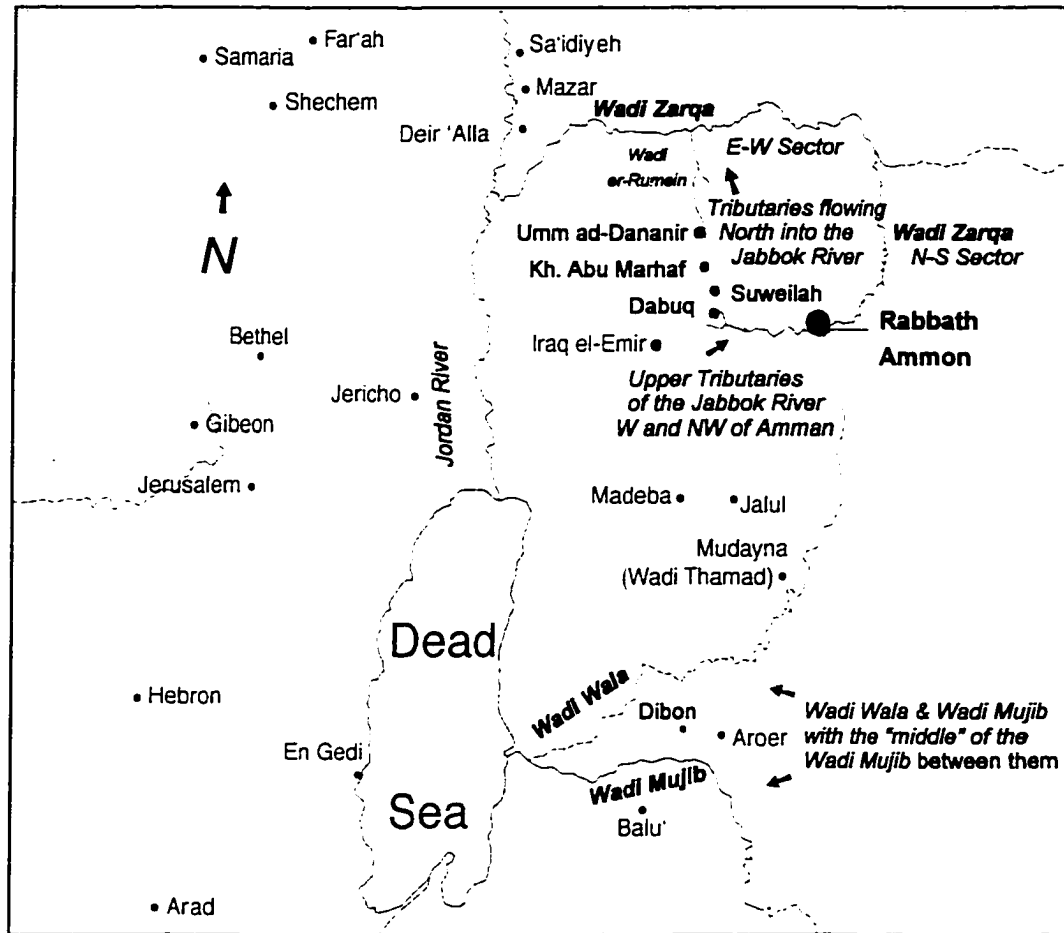 Far'ah
Samaria
Shechem
Sa'idiyeh
Mazar
Deir 'Alla
Wadi Zarqa
E-W Sector
Wadi
er-Rumein
Tributaries flowing
North into the
Jabbok River
Wadi Zarqa
N-S Sector
N
Umm ad-Dananir
Kh. Abu Marhaf
Suweilah
Dabuq
Rabbath
Ammon
Iraq el-Emir
Bethel
Jericho
Jordan River
Upper Tributaries
of the Jabbok River
W and NW of Amman
Gibeon
Jerusalem
Madeba
Jalul
Mudayna
(Wadi Thamad)
Dead
Sea
Hebron
En Gedi
Arad
Wadi Wala
Dibon
Aroer
Wadi Wala & Wadi Mujib
with the "middle" of the
Wadi Mujib between them
Wadi Mujib
Balu'